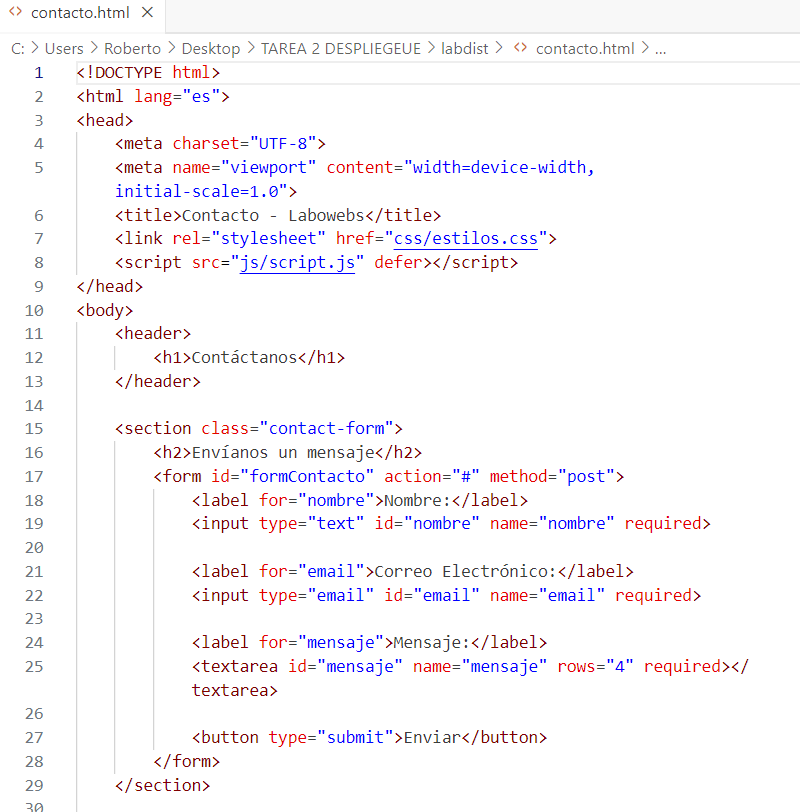 <> contacto.html ×
C: > Users > Roberto > Desktop > TAREA 2 DESPLIEGEUE > labdist > <> contacto.html > ...
1 <!DOCTYPE html>
2 <html lang="es">
3 <head>
4 <meta charset="UTF-8">
5 <meta name="viewport" content="width=device-width,
initial-scale=1.0">
6 <title>Contacto - Labowebs</title>
7 <link rel="stylesheet" href="css/estilos.css">
8 <script src="js/script.js" defer></script>
9 </head>
10 <body>
11 <header>
12 <h1>Contáctanos</h1>
13 </header>
14
15 <section class="contact-form">
16 <h2>Envíanos un mensaje</h2>
17 <form id="formContacto" action="#" method="post">
18 <label for="nombre">Nombre:</label>
19 <input type="text" id="nombre" name="nombre" required>
20
21 <label for="email">Correo Electrónico:</label>
22 <input type="email" id="email" name="email" required>
23
24 <label for="mensaje">Mensaje:</label>
25 <textarea id="mensaje" name="mensaje" rows="4" required></
textarea>
26
27 <button type="submit">Enviar</button>
28 </form>
29 </section>
30